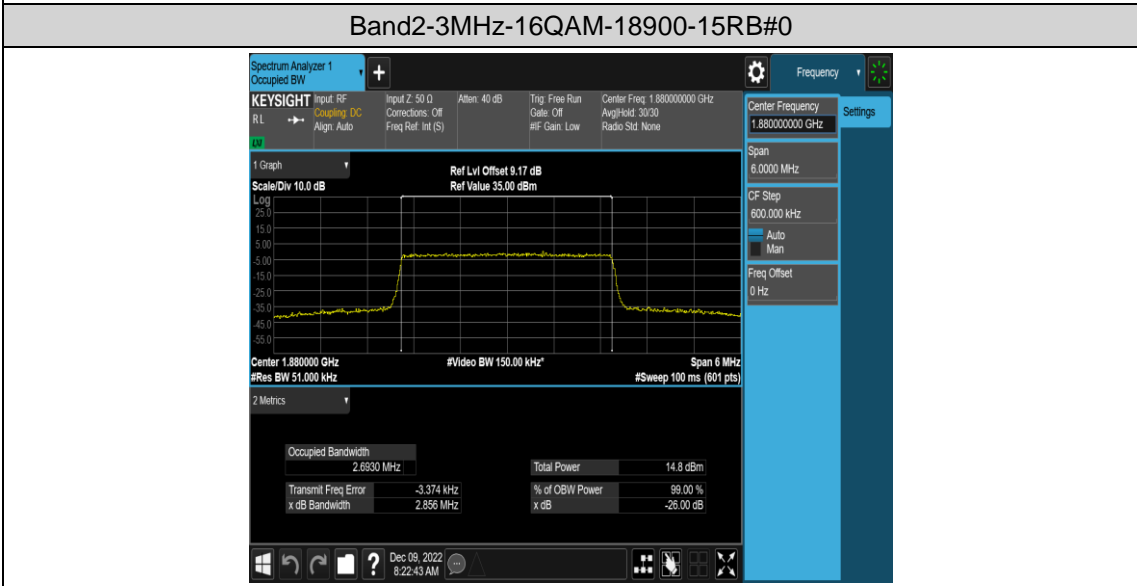 Band2-3MHz-16QAM-18900-15RB#0
Spectrum Analyzer 1
Occupied BW
+
Frequency
KEYSIGHT
RL
LXI
Input: RF
Coupling: DC
Align: Auto
Input Z: 50 Ω
Corrections: Off
Freq Ref: Int (S)
Atten: 40 dB
Trig: Free Run
Gate: Off
#IF Gain: Low
Center Freq: 1.880000000 GHz
Avg|Hold: 30/30
Radio Std: None
Center Frequency
1.880000000 GHz
Settings
Span
6.0000 MHz
CF Step
600.000 kHz
Auto
Man
Freq Offset
0 Hz
1 Graph
Ref Lvl Offset 9.17 dB
Scale/Div 10.0 dB
Ref Value 35.00 dBm
Log
25.0
15.0
5.00
-5.00
-15.0
-25.0
-35.0
-45.0
-55.0
Center 1.880000 GHz
#Video BW 150.00 kHz*
Span 6 MHz
#Res BW 51.000 kHz
#Sweep 100 ms (601 pts)
2 Metrics
Occupied Bandwidth
2.6930 MHz
Total Power 14.8 dBm
Transmit Freq Error -3.374 kHz
% of OBW Power 99.00 %
x dB Bandwidth 2.856 MHz
x dB -26.00 dB
?
Dec 09, 2022
8:22:43 AM